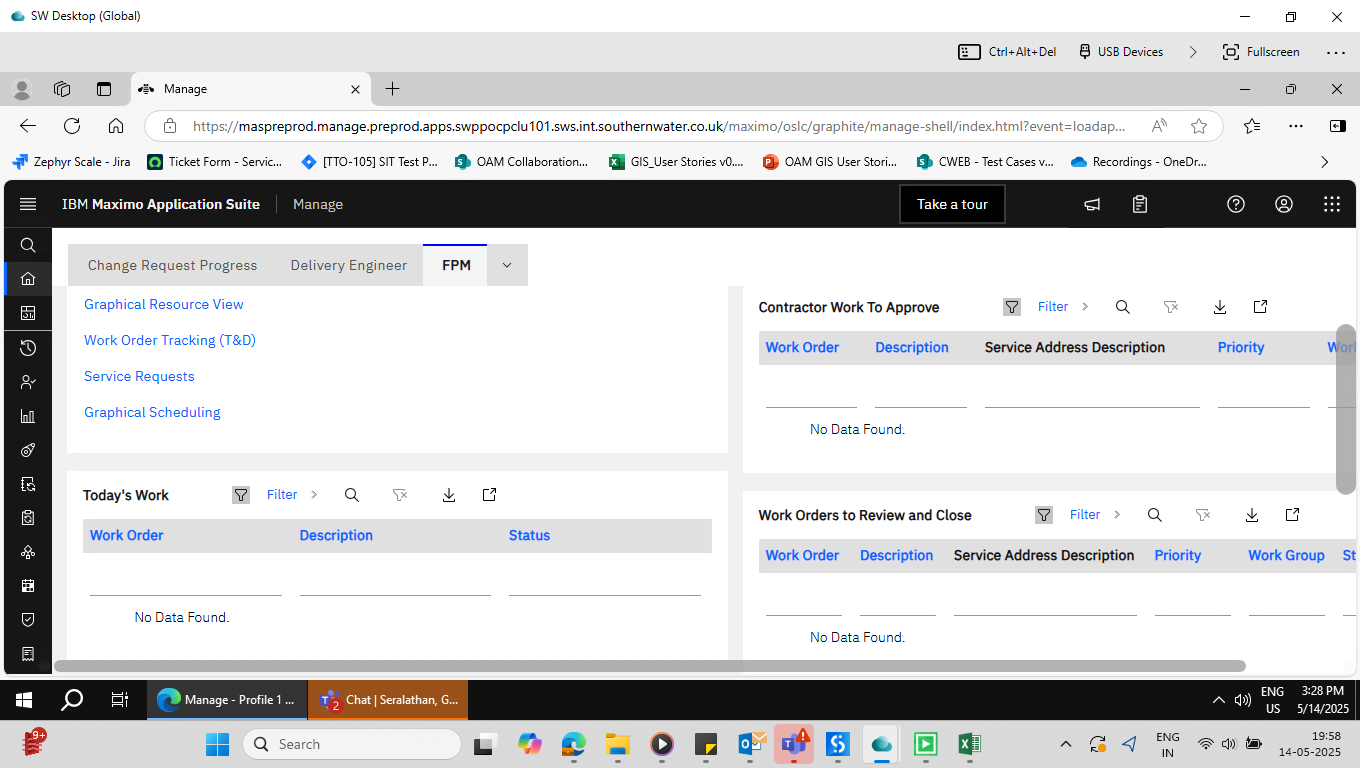 SW Desktop (Global)
Ctrl+Alt+Del
USB Devices
Fullscreen
Manage
https://maspreprod.manage.preprod.apps.swppocpclu101.sws.int.southernwater.co.uk/maximo/oslc/graphite/manage-shell/index.html?event=loadap...
Zephyr Scale - Jira
Ticket Form - Servic...
[TTO-105] SIT Test P...
OAM Collaboration...
GIS_User Stories v0....
OAM GIS User Stori...
CWEB - Test Cases v...
Recordings - OneDr...
IBM Maximo Application Suite
Manage
Take a tour
Change Request Progress
Delivery Engineer
FPM
Graphical Resource View
Work Order Tracking (T&D)
Service Requests
Graphical Scheduling
Contractor Work To Approve
Filter
Work Order Description Service Address Description Priority Work
No Data Found.
Today's Work
Filter
Work Order Description Status
No Data Found.
Work Orders to Review and Close
Filter
Work Order Description Service Address Description Priority Work Group St
No Data Found.
Manage - Profile 1 ...
2
Chat | Seralathan, G...
ENG
US
3:28 PM
5/14/2025
9+
Search
ENG
IN
19:58
14-05-2025